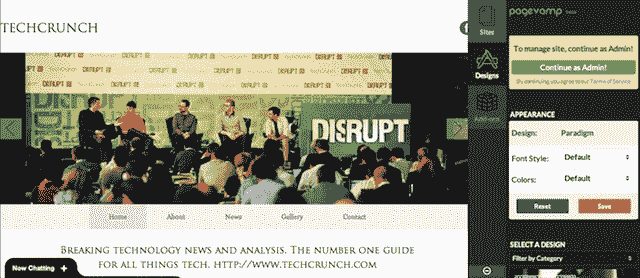 TECHCRUNCH
DISRUPT
Home About News Gallery Contact
BREAKING TECHNOLOGY NEWS AND ANALYSIS. THE NUMBER ONE GUIDE
FOR ALL THINGS TECH. HTTP://WWW.TECHCRUNCH.COM
Now Chatting +
Sites
Designs
Add-ons
pagevamp
To manage site, continue as Admin!
Continue as Admin!
By continuing you agree to our Terms of Service
APPEARANCE
Design: Paradigm
Font Style: Default
Colors: Default
Reset Save
SELECT A DESIGN
Filter by Category